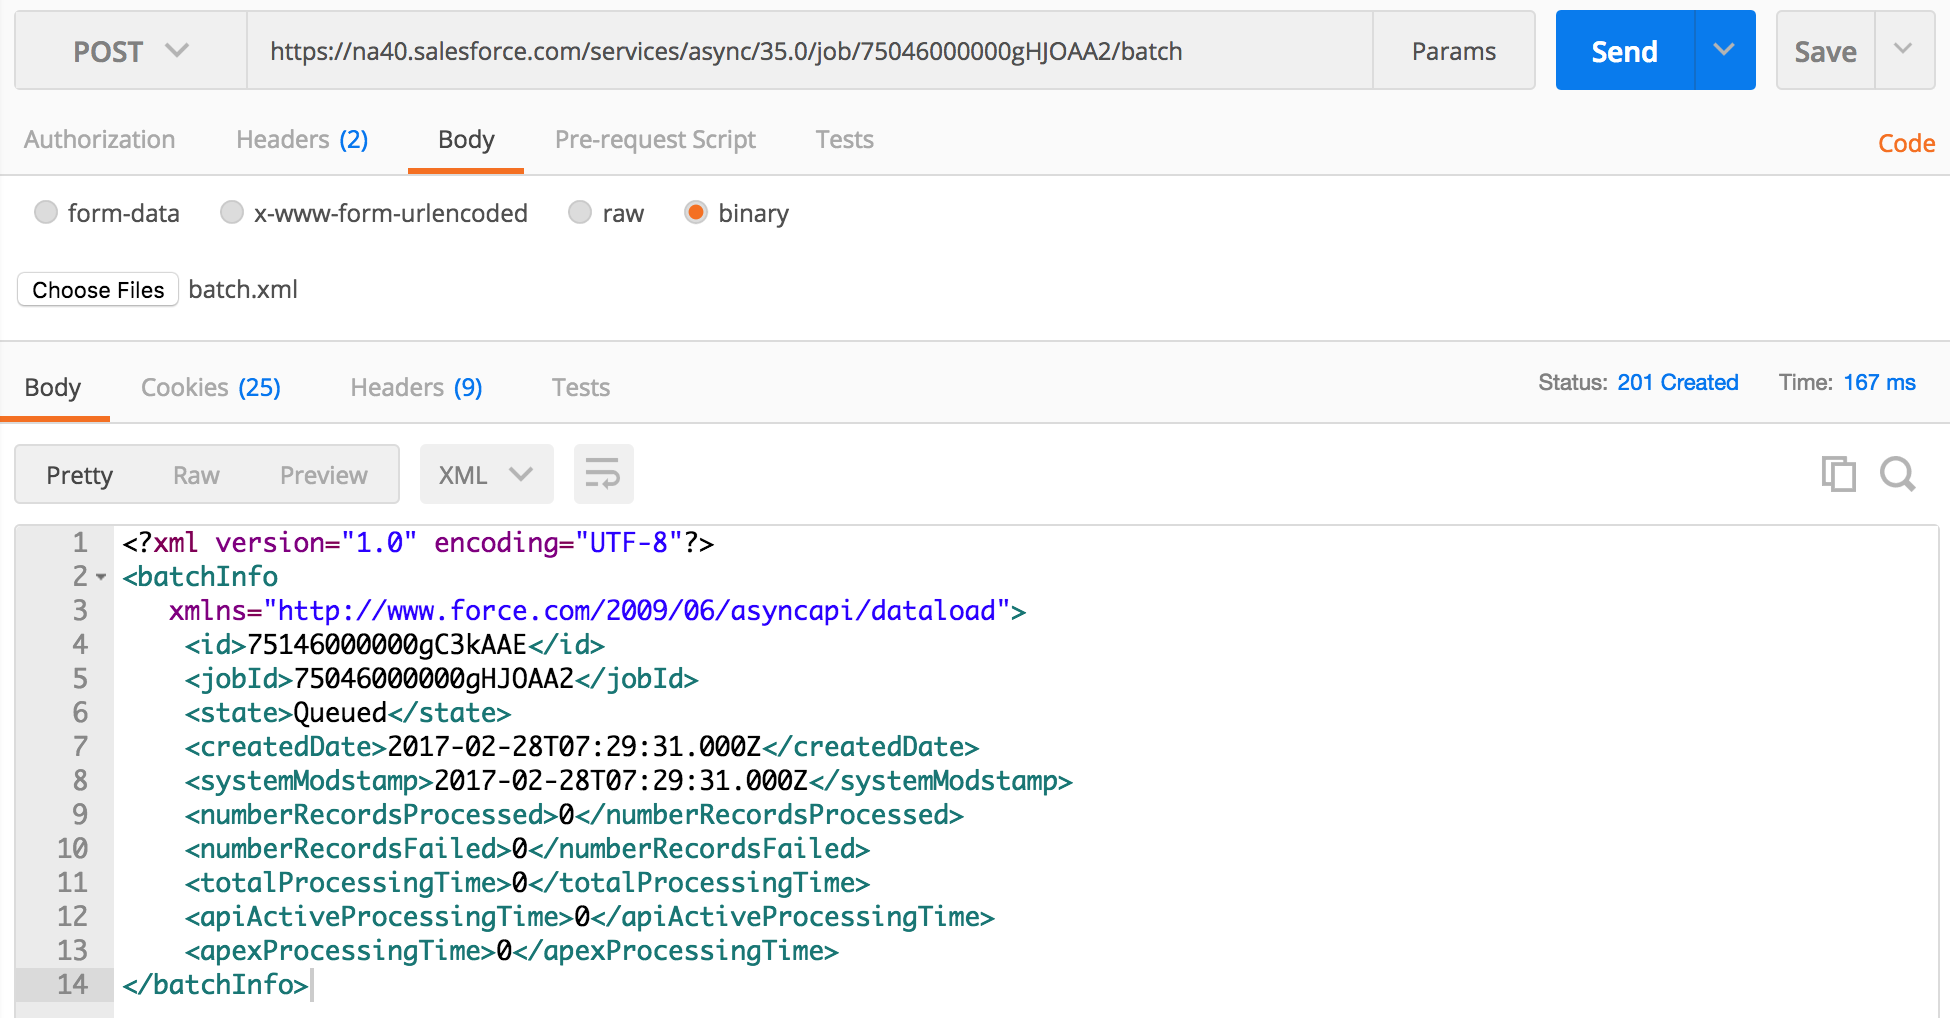 POST https://na40.salesforce.com/services/async/35.0/job/75046000000gHJOAA2/batch Params Send Save
Authorization Headers (2) Body Pre-request Script Tests Code
form-data x-www-form-urlencoded raw binary
Choose Files batch.xml
Body Cookies (25) Headers (9) Tests Status: 201 Created Time: 167 ms
Pretty Raw Preview XML
1 <?xml version="1.0" encoding="UTF-8"?>
2 <batchInfo
3 xmlns="http://www.force.com/2009/06/asyncapi/dataload">
4 <id>75146000000gC3kAAE</id>
5 <jobId>75046000000gHJOAA2</jobId>
6 <state>Queued</state>
7 <createdDate>2017-02-28T07:29:31.000Z</createdDate>
8 <systemModstamp>2017-02-28T07:29:31.000Z</systemModstamp>
9 <numberRecordsProcessed>0</numberRecordsProcessed>
10 <numberRecordsFailed>0</numberRecordsFailed>
11 <totalProcessingTime>0</totalProcessingTime>
12 <apiActiveProcessingTime>0</apiActiveProcessingTime>
13 <apexProcessingTime>0</apexProcessingTime>
14 </batchInfo>